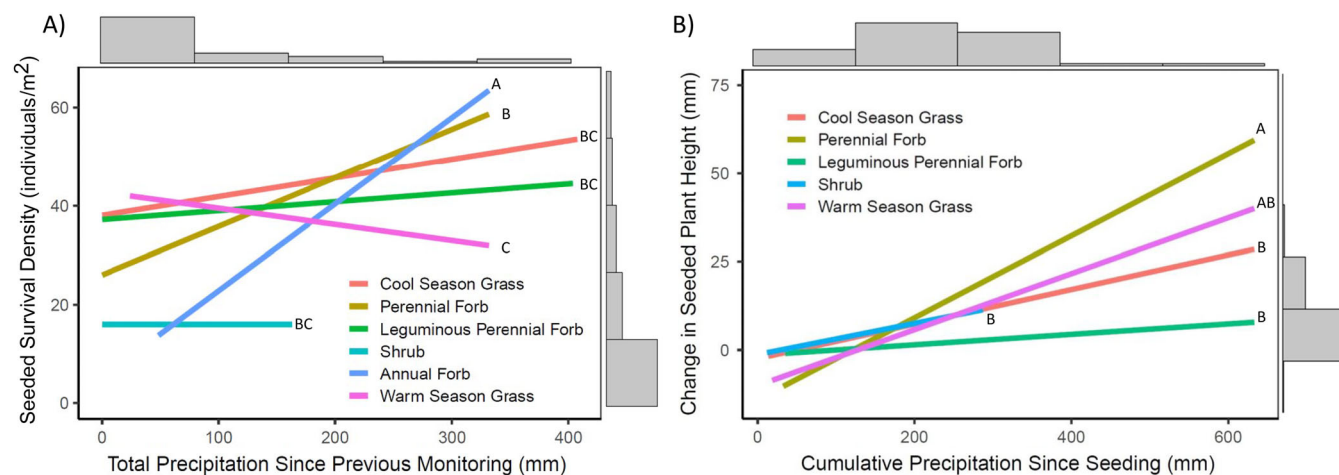 A)
Seeded Survival Density (individuals/m²)
60
40
20
0
A
B
BC
BC
C
BC
Cool Season Grass
Perennial Forb
Leguminous Perennial Forb
Shrub
Annual Forb
Warm Season Grass
0 100 200 300 400
Total Precipitation Since Previous Monitoring (mm)
B)
Change in Seeded Plant Height (mm)
75
50
25
0
Cool Season Grass
Perennial Forb
Leguminous Perennial Forb
Shrub
Warm Season Grass
A
AB
B
B
B
0 200 400 600
Cumulative Precipitation Since Seeding (mm)